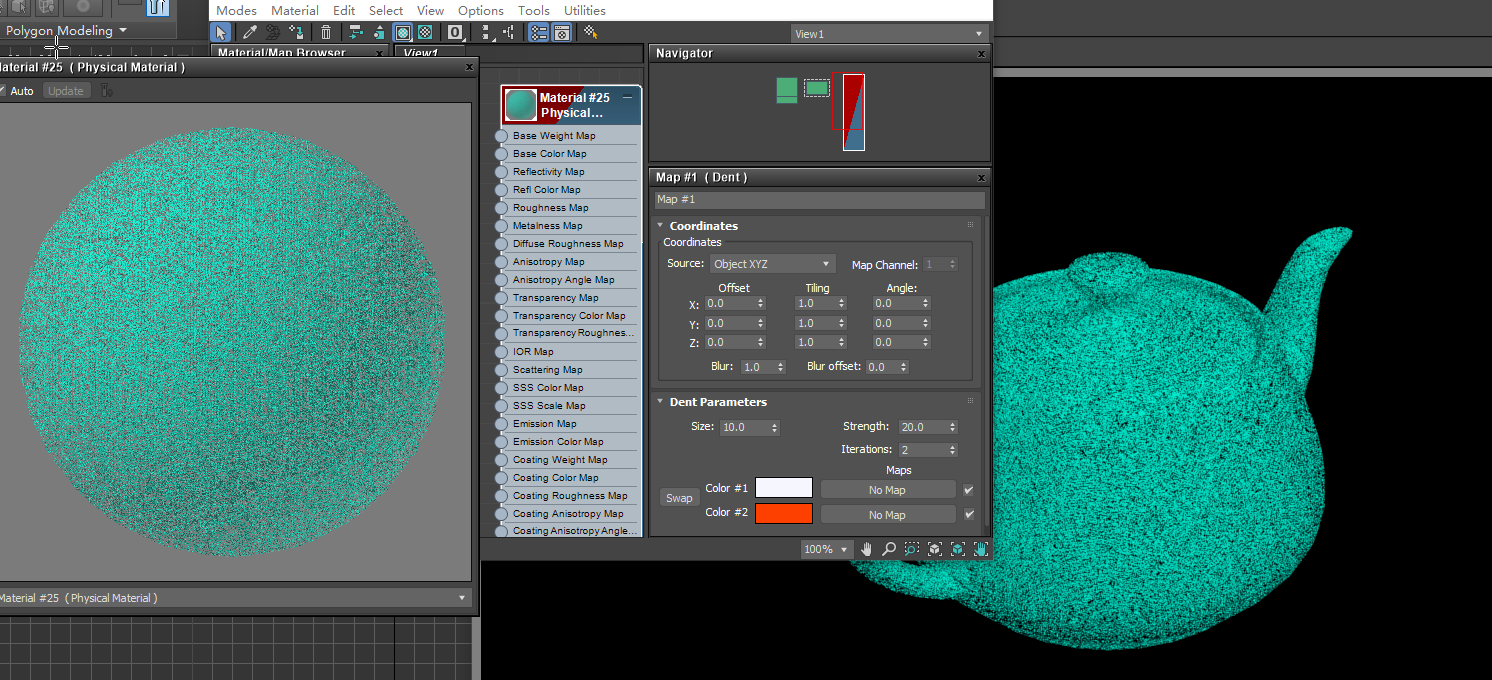 Modes Material Edit Select View Options Tools Utilities
Polygon Modeling
View1
Material/Map Browser
View1
Navigator
Material #25 ( Physical Material )
Auto
Update
Material #25
Physical...
Base Weight Map
Base Color Map
Reflectivity Map
Refl Color Map
Roughness Map
Metalness Map
Diffuse Roughness Map
Anisotropy Map
Anisotropy Angle Map
Transparency Map
Transparency Color Map
Transparency Roughnes...
IOR Map
Scattering Map
SSS Color Map
SSS Scale Map
Emission Map
Emission Color Map
Coating Weight Map
Coating Color Map
Coating Roughness Map
Coating Anisotropy Map
Coating Anisotropy Angle...
Map #1 ( Dent )
Map #1
Coordinates
Coordinates
Source: Object XYZ Map Channel: 1
Offset Tiling Angle:
X: 0.0 1.0 0.0
Y: 0.0 1.0 0.0
Z: 0.0 1.0 0.0
Blur: 1.0 Blur offset: 0.0
Dent Parameters
Size: 10.0 Strength: 20.0
Iterations: 2
Maps
Swap
Color #1 No Map
Color #2 No Map
100%
Material #25 ( Physical Material )